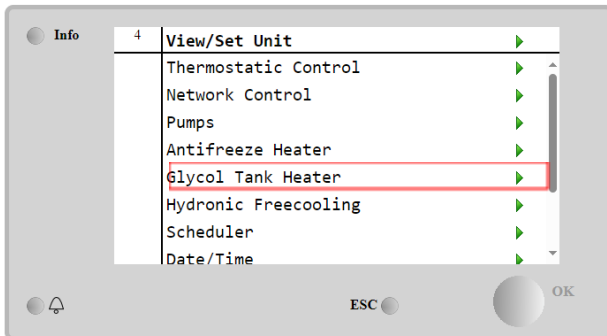 Info
4 View/Set Unit
Thermostatic Control
Network Control
Pumps
Antifreeze Heater
Glycol Tank Heater
Hydronic Freecooling
Scheduler
Date/Time
ESC
OK